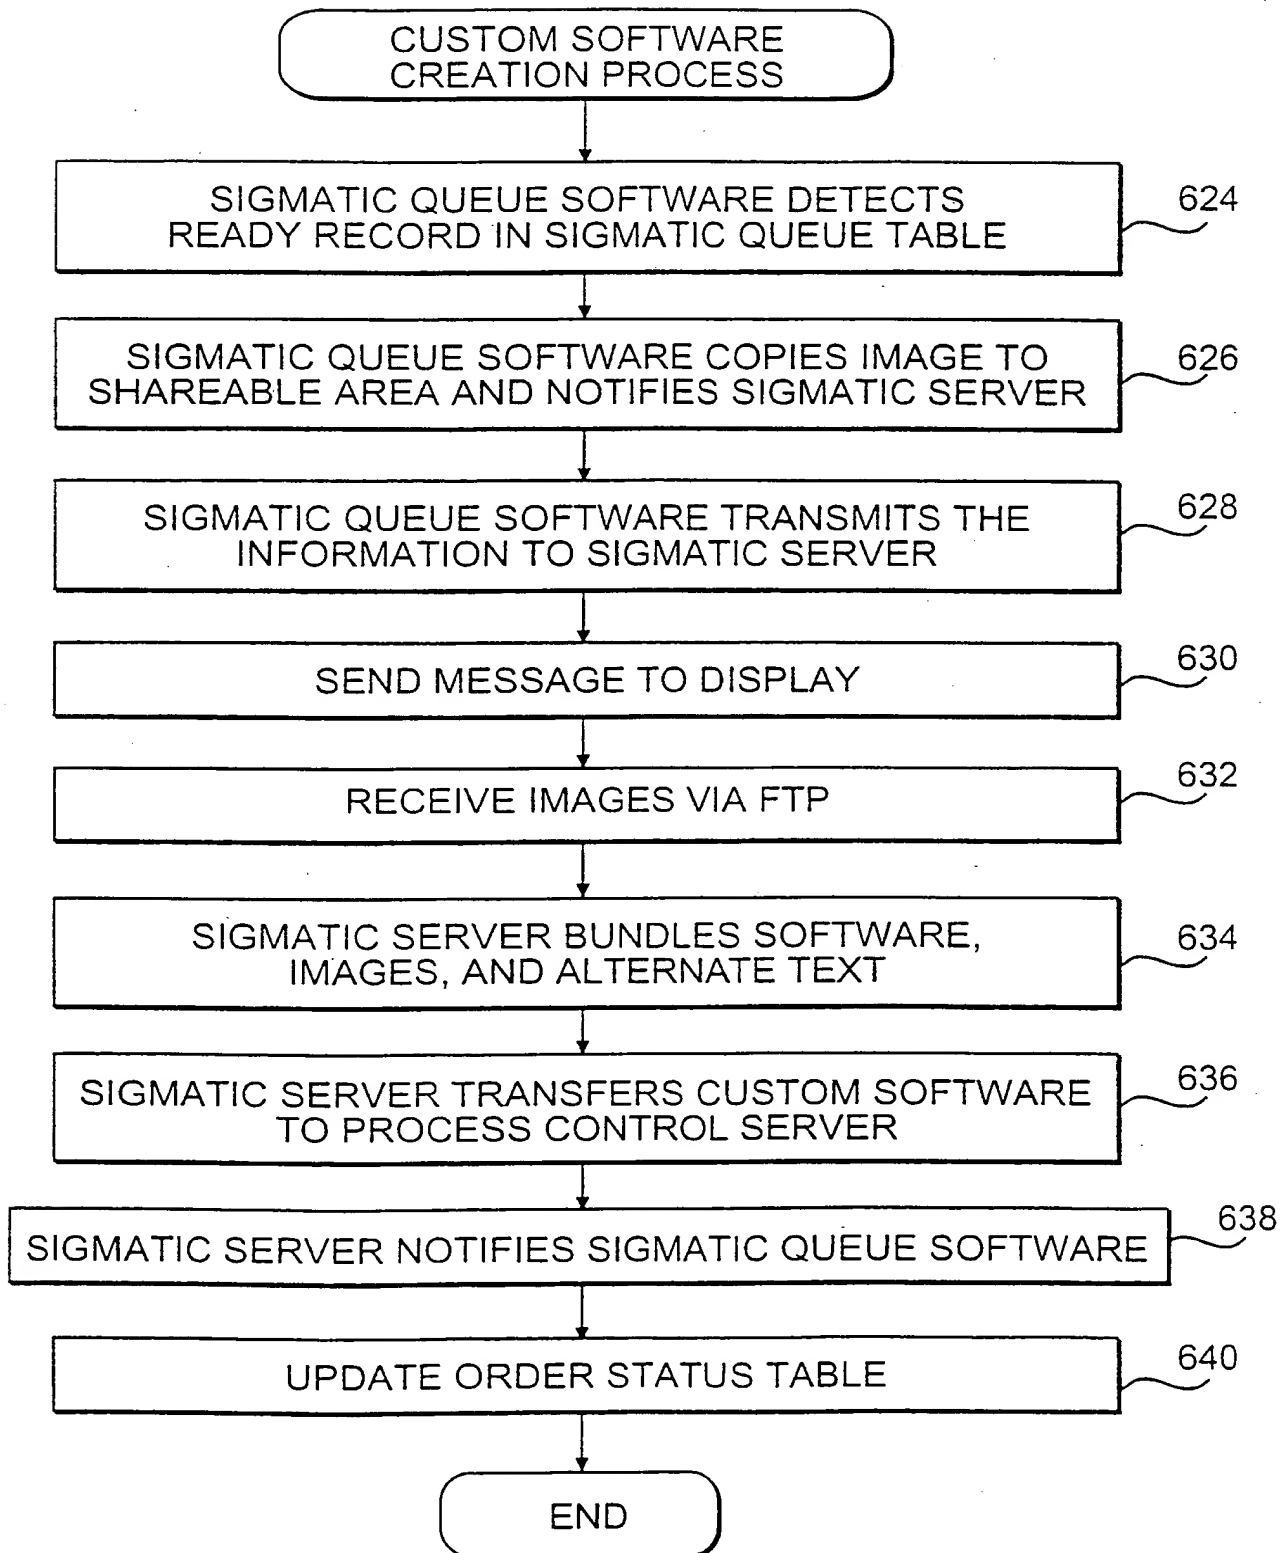 CUSTOM SOFTWARE
CREATION PROCESS
SIGMATIC QUEUE SOFTWARE DETECTS
READY RECORD IN SIGMATIC QUEUE TABLE
624
SIGMATIC QUEUE SOFTWARE COPIES IMAGE TO
SHAREABLE AREA AND NOTIFIES SIGMATIC SERVER
626
SIGMATIC QUEUE SOFTWARE TRANSMITS THE
INFORMATION TO SIGMATIC SERVER
628
SEND MESSAGE TO DISPLAY
630
RECEIVE IMAGES VIA FTP
632
SIGMATIC SERVER BUNDLES SOFTWARE,
IMAGES, AND ALTERNATE TEXT
634
SIGMATIC SERVER TRANSFERS CUSTOM SOFTWARE
TO PROCESS CONTROL SERVER
636
SIGMATIC SERVER NOTIFIES SIGMATIC QUEUE SOFTWARE
638
UPDATE ORDER STATUS TABLE
640
END